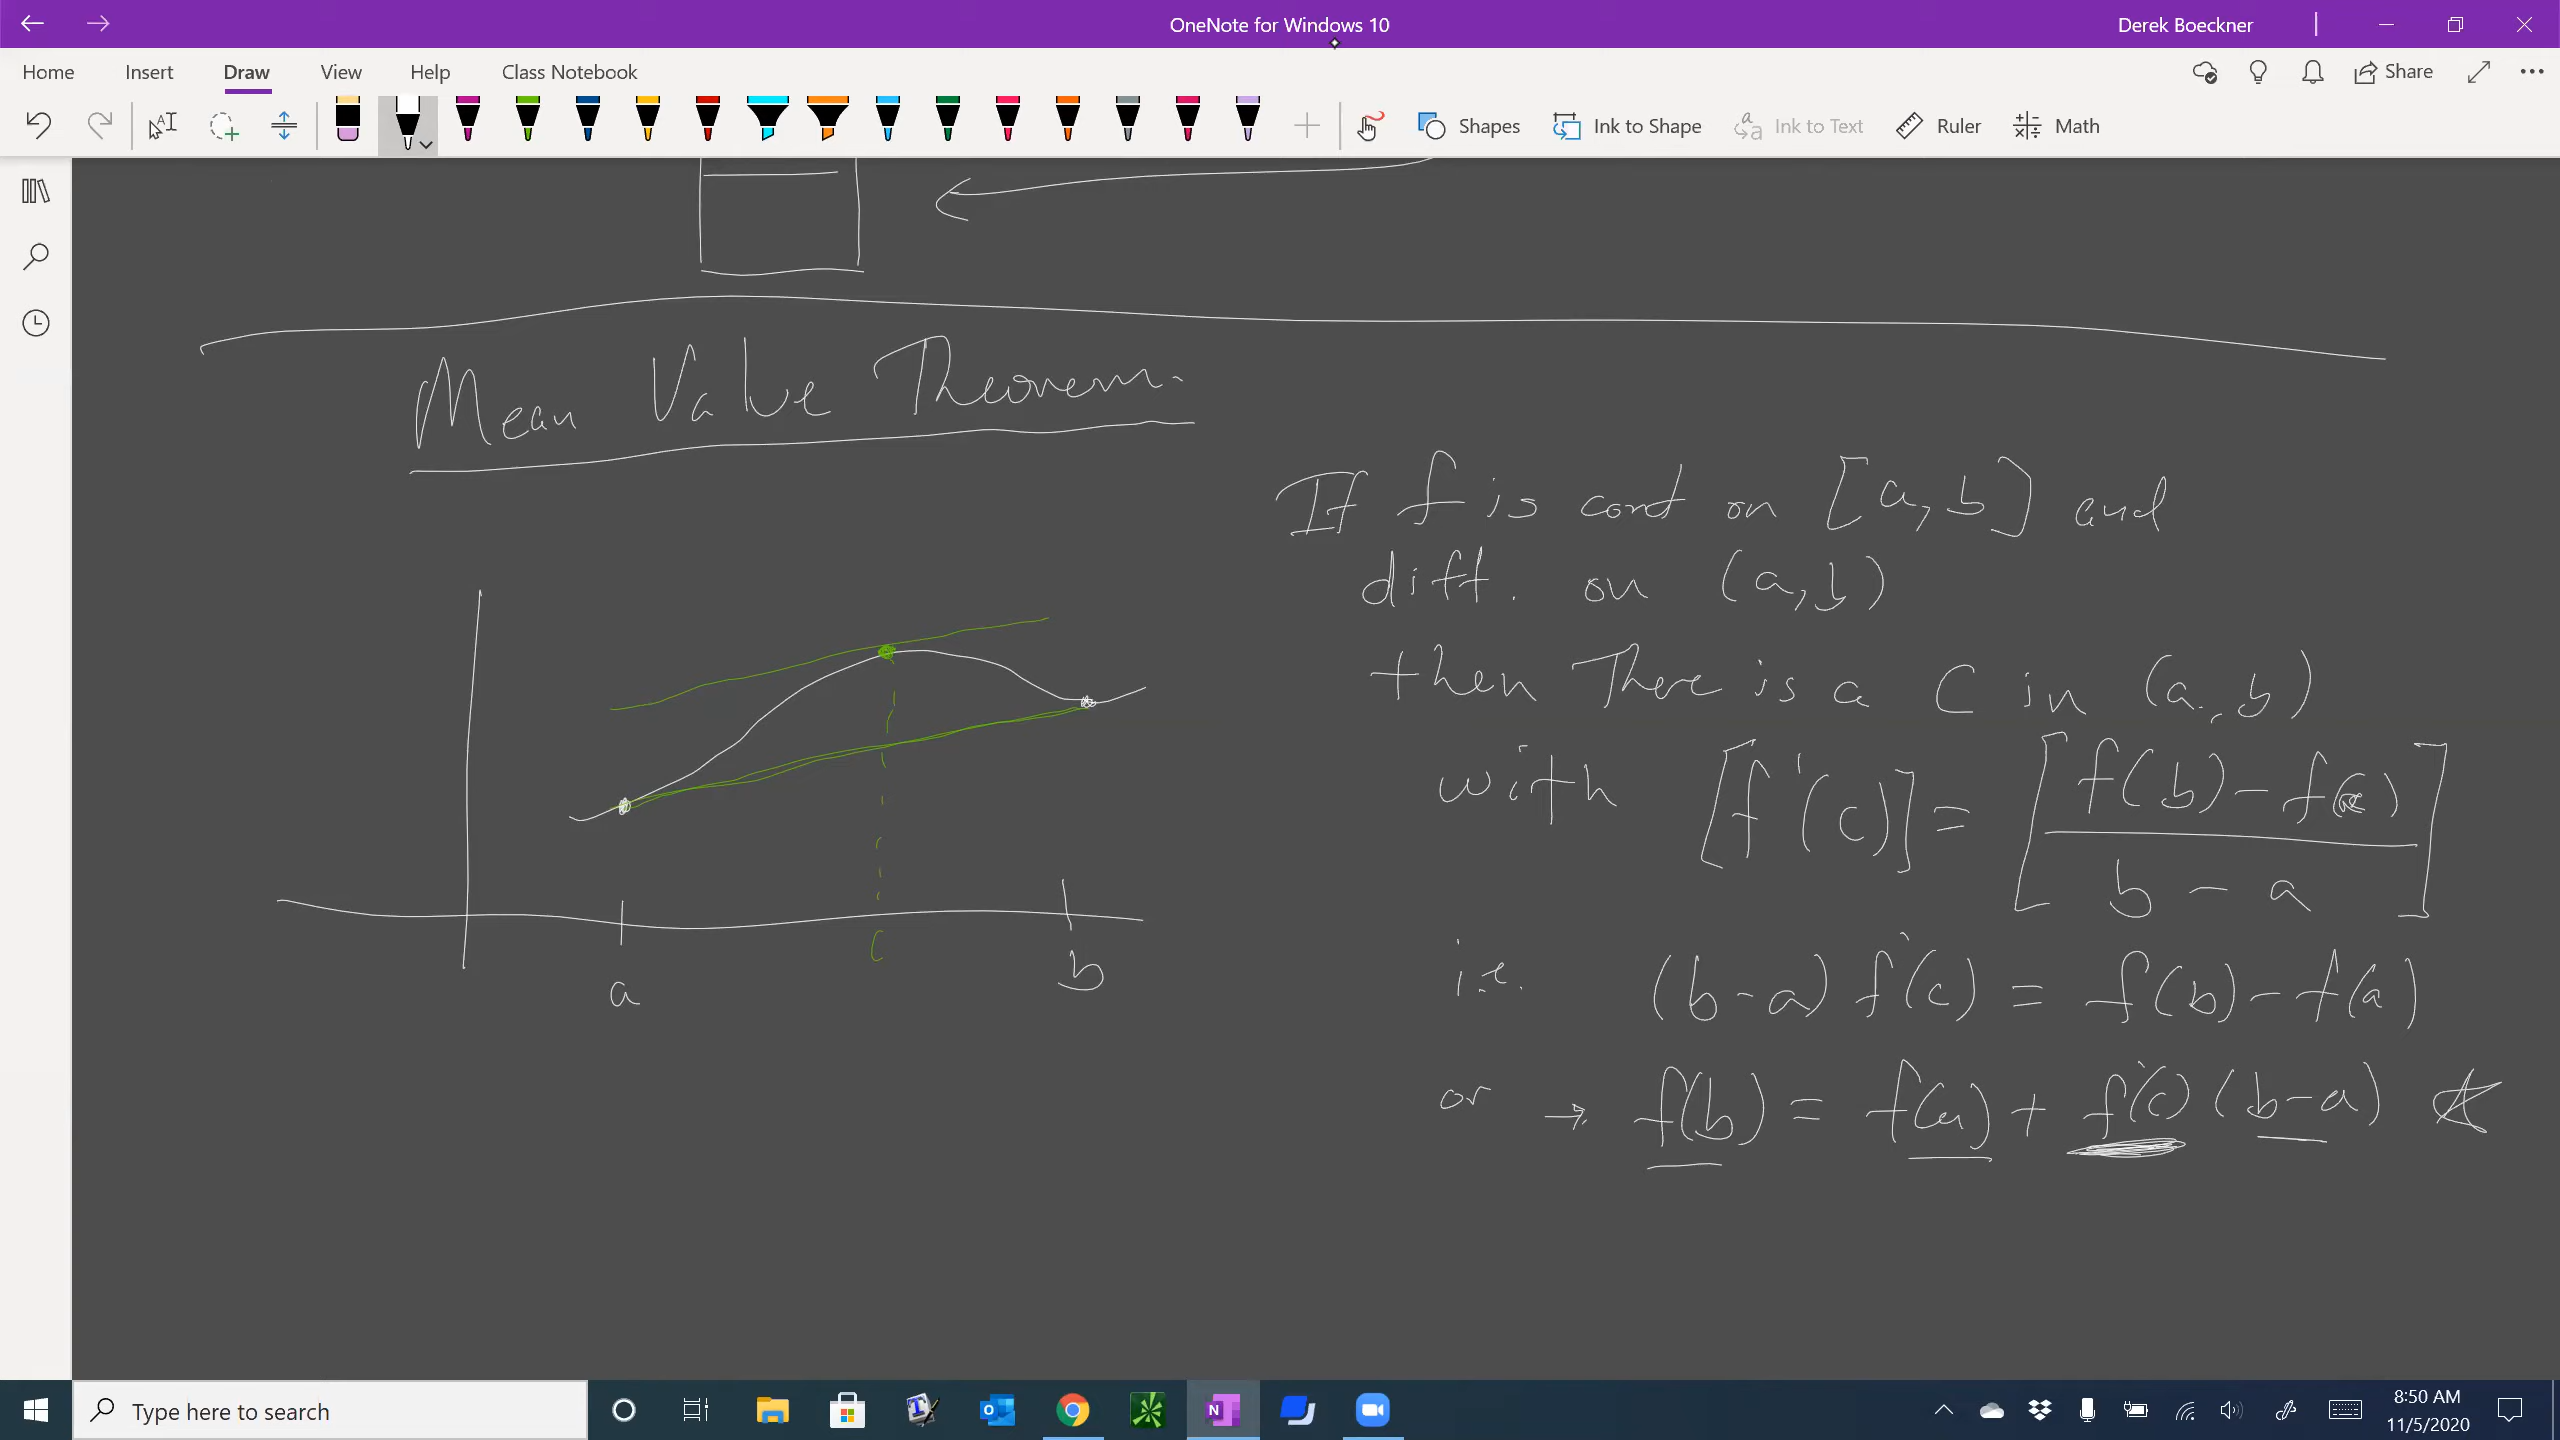 OneNote for Windows 10
Derek Boeckner
Home Insert Draw View Help Class Notebook
Share
Shapes Ink to Shape Ink to Text Ruler Math
Mean Value Theorem.
If f is cont on [a, b] and
diff. on (a, b)
then There is a C in (a, b)
with [f'(c)] = [f(b) - f(a) / b - a]
i.e. (b-a) f'(c) = f(b) - f(a)
or → f(b) = f(a) + f'(c) (b-a) ☆
a
C
b
Type here to search
8:50 AM
11/5/2020